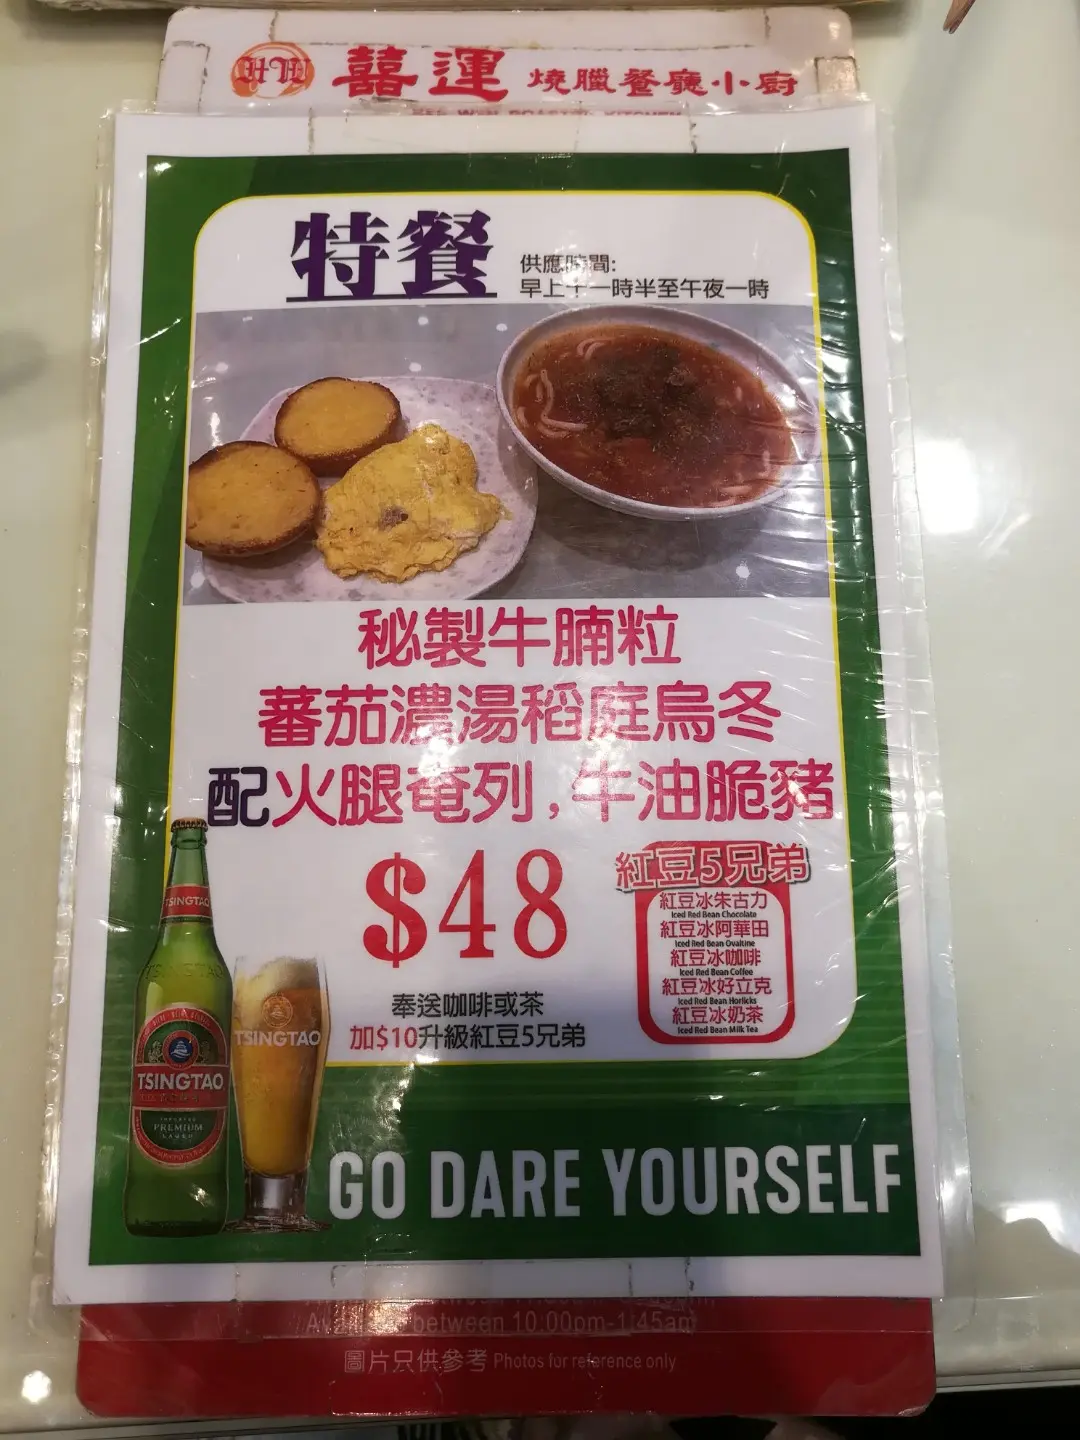 HW 囍運 燒臘餐廳小廚
特餐
供應時間:
早上十一時半至午夜一時
秘製牛腩粒
蕃茄濃湯稻庭烏冬
配火腿奄列,牛油脆豬
$48
紅豆5兄弟
紅豆冰朱古力
Iced Red Bean Chocolate
紅豆冰阿華田
Iced Red Bean Ovaltine
紅豆冰咖啡
Iced Red Bean Coffee
紅豆冰好立克
Iced Red Bean Horlicks
紅豆冰奶茶
Iced Red Bean Milk Tea
奉送咖啡或茶
加$10升級紅豆5兄弟
TSINGTAO
TSINGTAO
TSINGTAO
TSINGTAO
PREMIUM
LAGER
GO DARE YOURSELF
between 10:00pm-1:45am
圖片只供參考 Photos for reference only